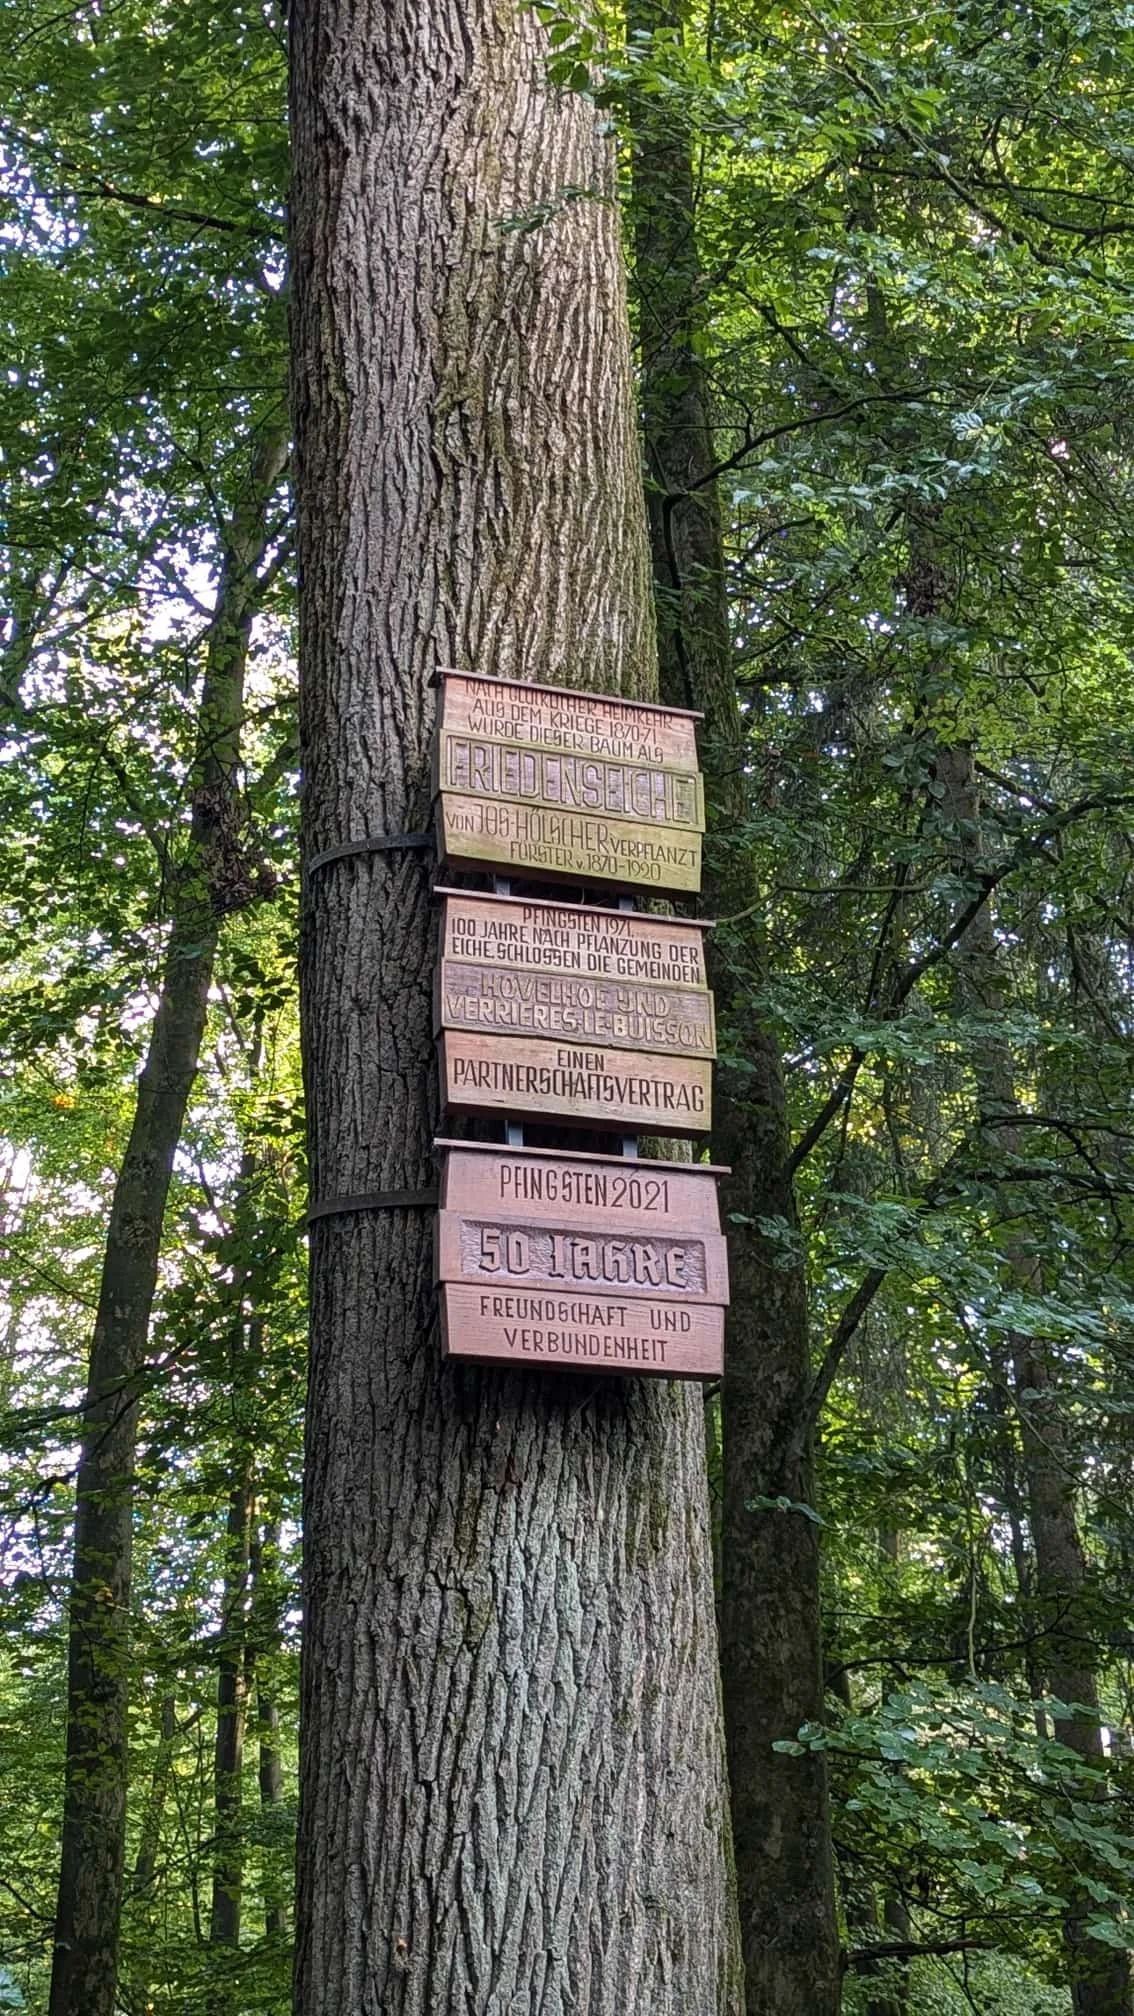 NACH GLÜCKLICHER HEIMKEHR
AUS DEM KRIEGE 1870-71
WURDE DIESER BAUM ALS
FRIEDENSEICHE
VON JOS. HÖLSCHER VERPFLANZT
FÖRSTER v. 1870-1920
PFINGSTEN 1971,
100 JAHRE NACH PFLANZUNG DER
EICHE, SCHLOSSEN DIE GEMEINDEN
HÖVELHOF UND
VERRIERES-LE-BUISSON
EINEN
PARTNERSCHAFTSVERTRAG
PFINGSTEN 2021
50 JAHRE
FREUNDSCHAFT UND
VERBUNDENHEIT